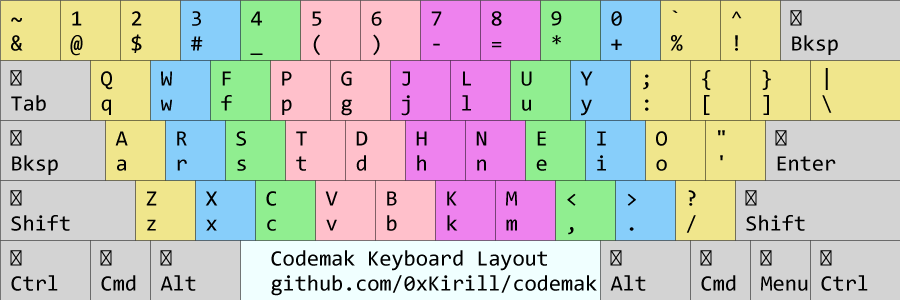 ~ 1 2 3 4 5 6 7 8 9 0 ` ^
& @ $ # _ ( ) - = * + % ! Bksp
Q W F P G J L U Y ; { } |
Tab q w f p g j l u y : [ ] \
A R S T D H N E I O "
Bksp a r s t d h n e i o ' Enter
Z X C V B K M < > ?
Shift z x c v b k m , . / Shift
Codemak Keyboard Layout
Ctrl Cmd Alt github.com/0xKirill/codemak Alt Cmd Menu Ctrl